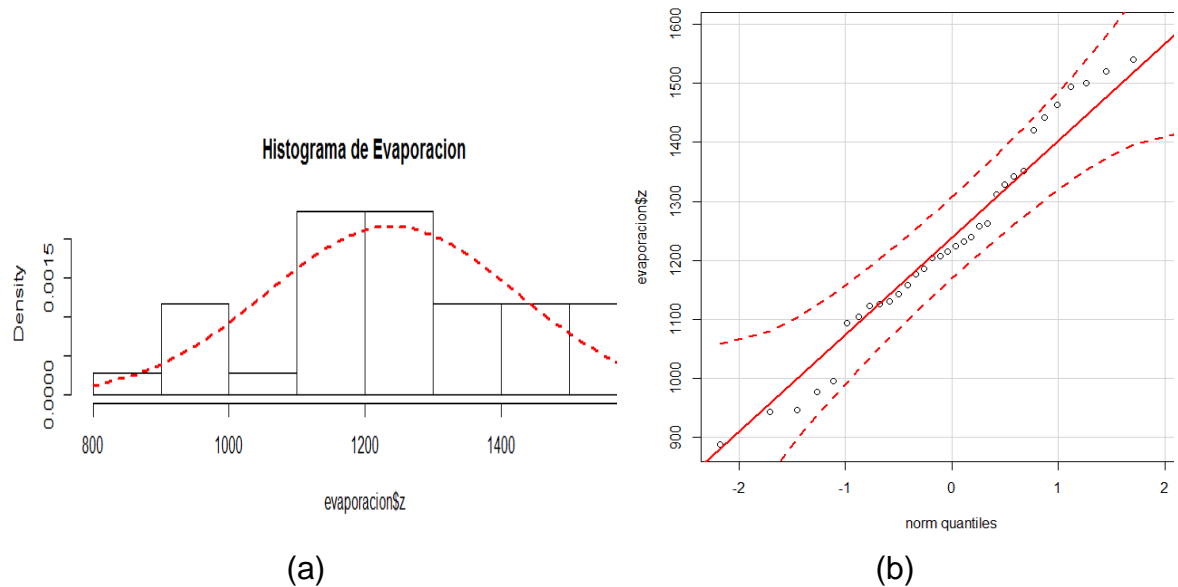 Histograma de Evaporacion
Density
0.0015
0.0000
800
1000
1200
1400
evaporacion$z
(a)
1600
1500
1400
1300
1200
1100
1000
900
evaporacion$z
-2
-1
0
1
2
norm quantiles
(b)